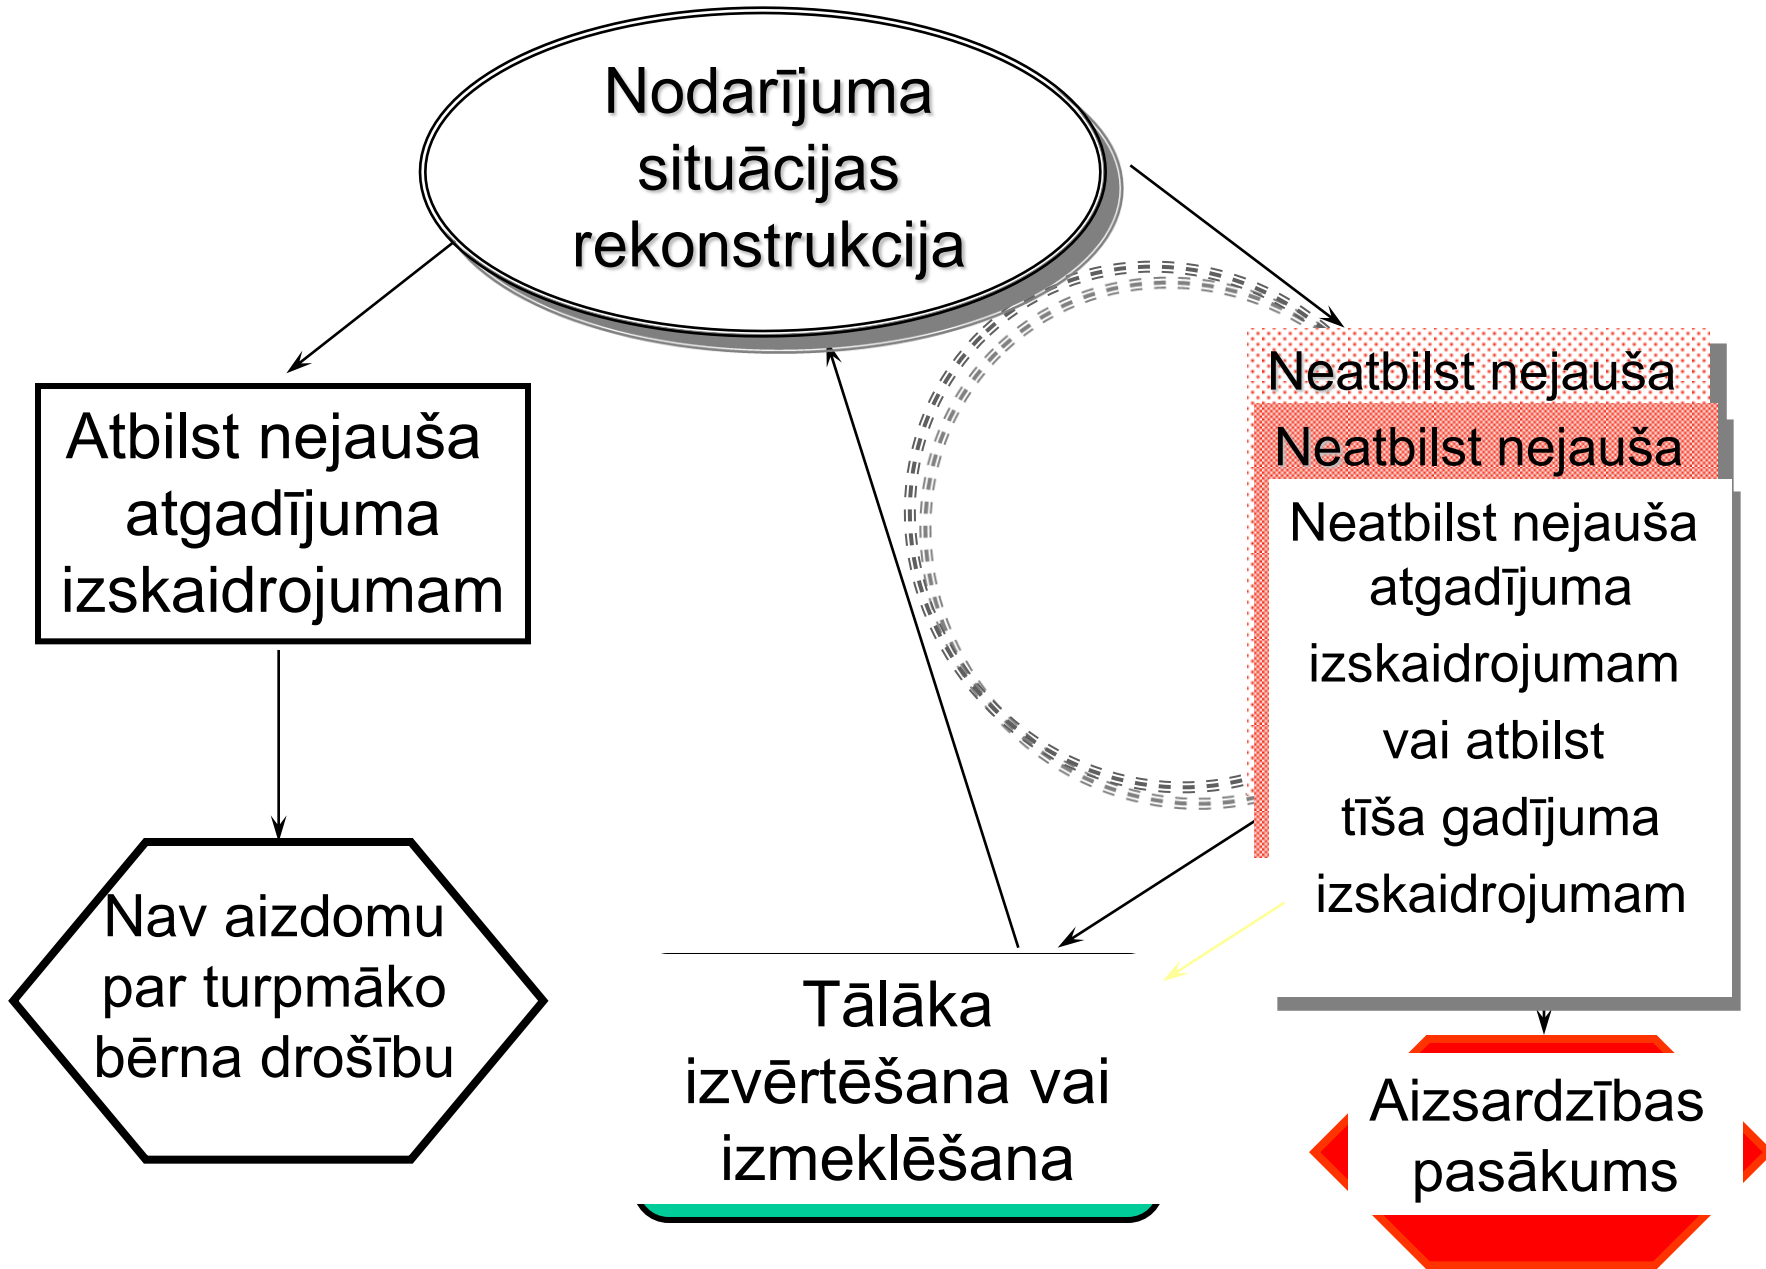 Nodarījuma
situācijas
rekonstrukcija
Atbilst nejauša
atgadījuma
izskaidrojumam
Nav aizdomu
par turpmāko
bērna drošību
Tālāka
izvērtēšana vai
izmeklēšana
Neatbilst nejauša
Neatbilst nejauša
Neatbilst nejauša
atgadījuma
izskaidrojumam
vai atbilst
tīša gadījuma
izskaidrojumam
Aizsardzības
pasākums